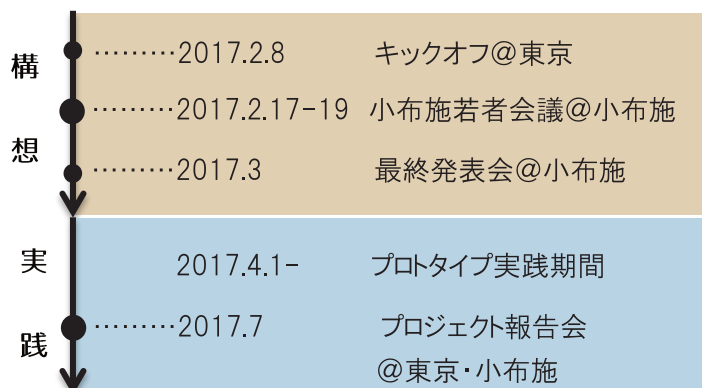 構想
………2017.2.8 キックオフ@東京
………2017.2.17-19 小布施若者会議@小布施
………2017.3 最終発表会@小布施
実践
2017.4.1- プロトタイプ実践期間
………2017.7 プロジェクト報告会
@東京・小布施